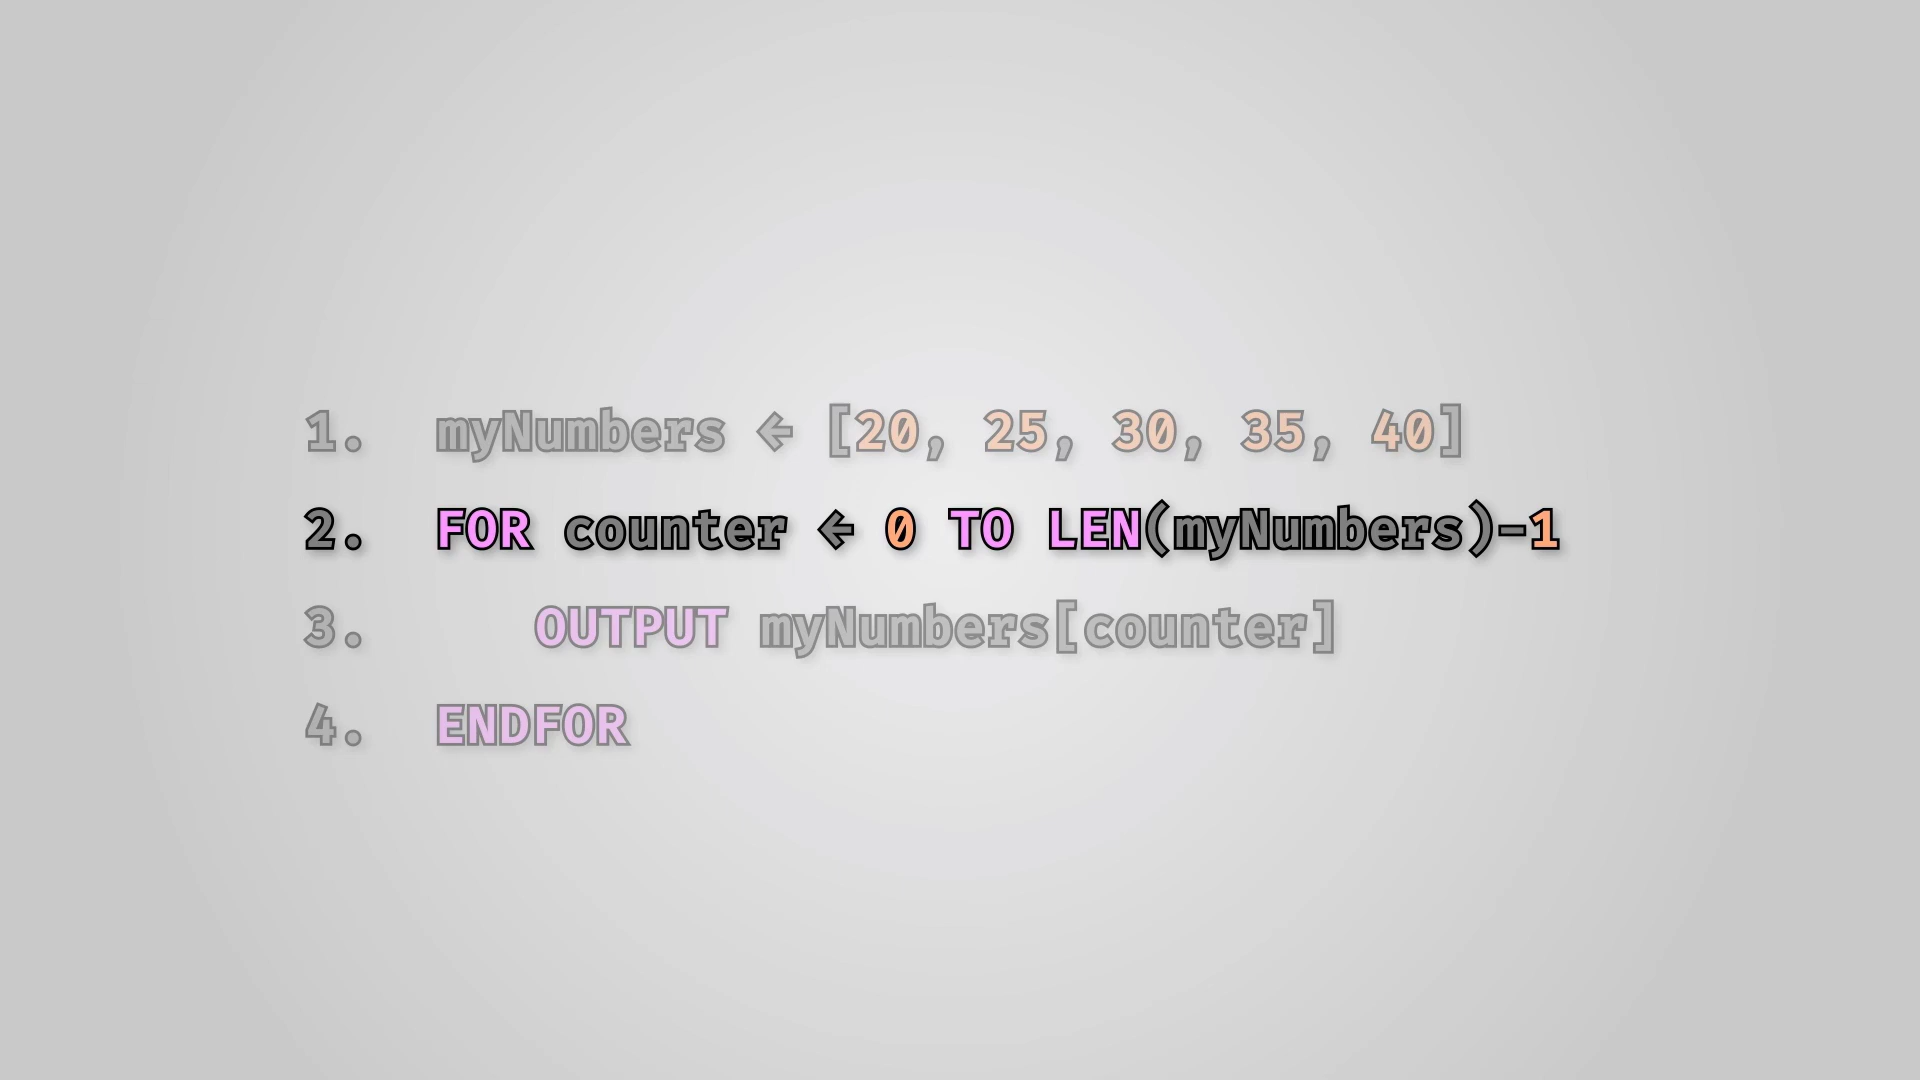 1. myNumbers ← [20, 25, 30, 35, 40]
2. FOR counter ← 0 TO LEN(myNumbers)-1
3. OUTPUT myNumbers[counter]
4. ENDFOR